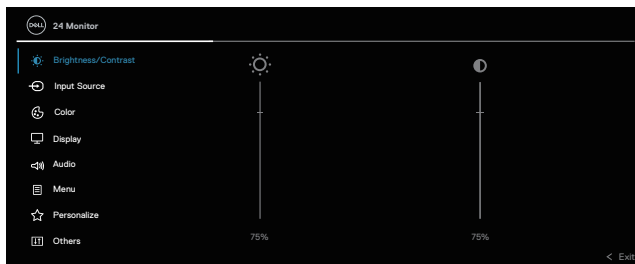 DELL 24 Monitor
Brightness/Contrast
Input Source
Color
Display
Audio
Menu
Personalize
Others
75% 75%
< Exit